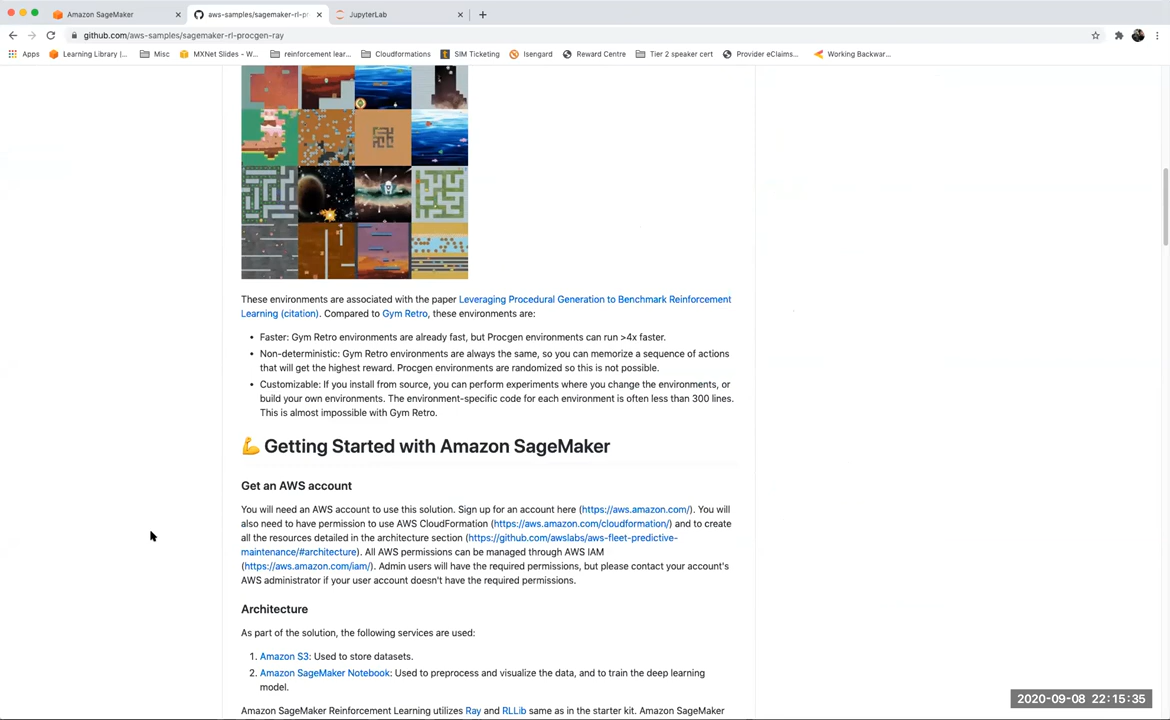 Amazon SageMaker
aws-samples/sagemaker-rl-pr
JupyterLab
github.com/aws-samples/sagemaker-rl-procgen-ray
Apps
Learning Library |...
Misc
MXNet Slides - W...
reinforcement lear...
Cloudformations
SIM Ticketing
Isengard
Reward Centre
Tier 2 speaker cert
Provider eClaims...
Working Backwar...
These environments are associated with the paper Leveraging Procedural Generation to Benchmark Reinforcement
Learning (citation). Compared to Gym Retro, these environments are:
• Faster: Gym Retro environments are already fast, but Procgen environments can run >4x faster.
• Non-deterministic: Gym Retro environments are always the same, so you can memorize a sequence of actions
that will get the highest reward. Procgen environments are randomized so this is not possible.
• Customizable: If you install from source, you can perform experiments where you change the environments, or
build your own environments. The environment-specific code for each environment is often less than 300 lines.
This is almost impossible with Gym Retro.
💪 Getting Started with Amazon SageMaker
Get an AWS account
You will need an AWS account to use this solution. Sign up for an account here (https://aws.amazon.com/). You will
also need to have permission to use AWS CloudFormation (https://aws.amazon.com/cloudformation/) and to create
all the resources detailed in the architecture section (https://github.com/awslabs/aws-fleet-predictive-
maintenance/#architecture). All AWS permissions can be managed through AWS IAM
(https://aws.amazon.com/iam/). Admin users will have the required permissions, but please contact your account's
AWS administrator if your user account doesn't have the required permissions.
Architecture
As part of the solution, the following services are used:
1. Amazon S3: Used to store datasets.
2. Amazon SageMaker Notebook: Used to preprocess and visualize the data, and to train the deep learning
model.
Amazon SageMaker Reinforcement Learning utilizes Ray and RLLib same as in the starter kit. Amazon SageMaker
2020-09-08 22:15:35